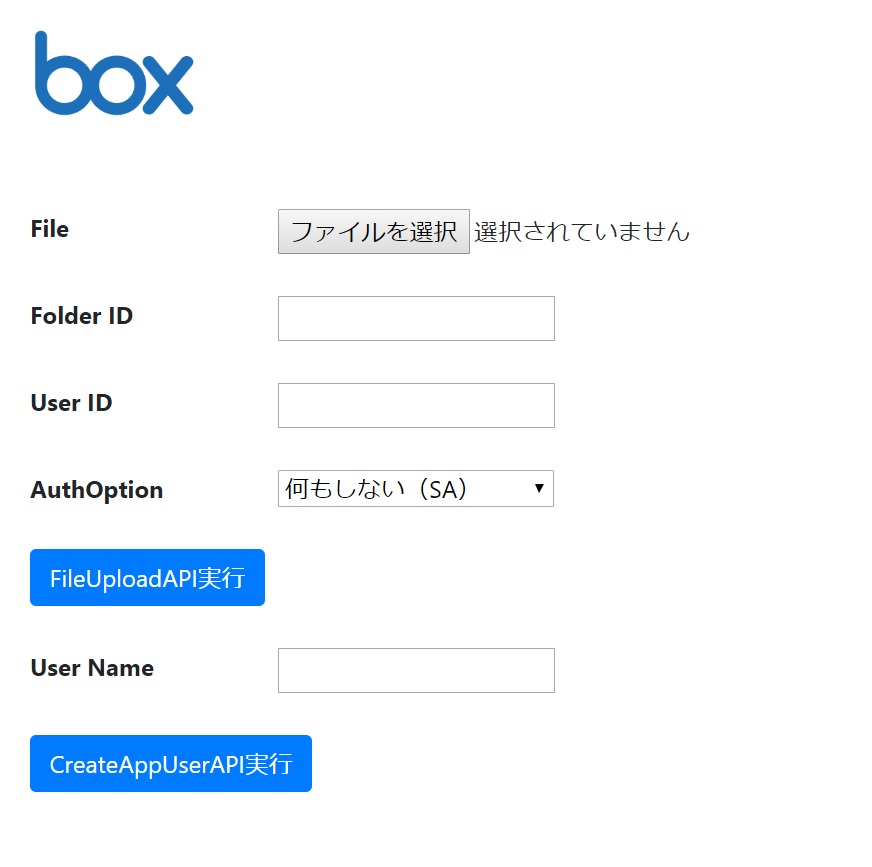 box
File ファイルを選択 選択されていません
Folder ID
User ID
AuthOption 何もしない（SA）
FileUploadAPI実行
User Name
CreateAppUserAPI実行